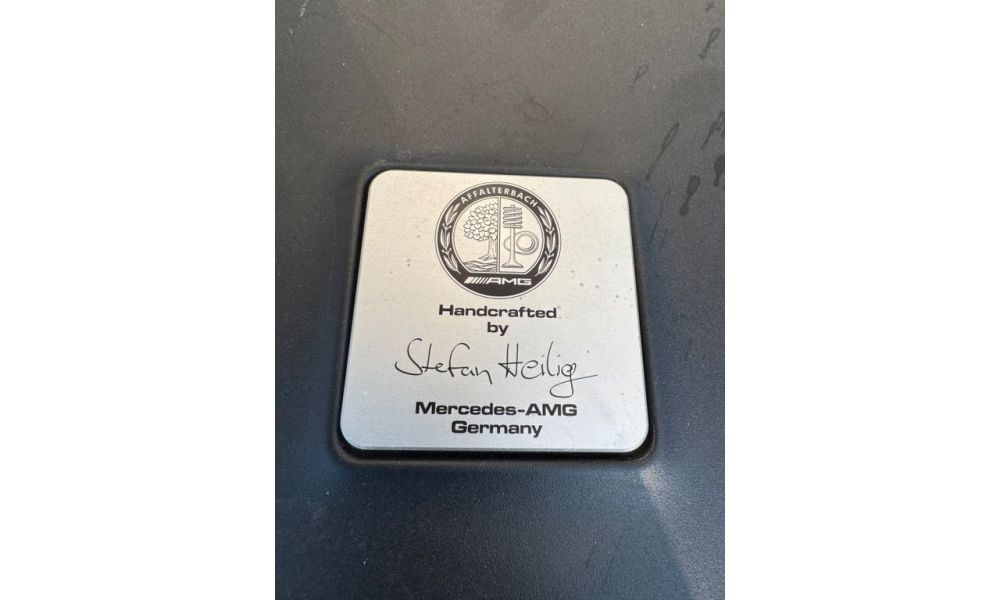 AFFALTERBACH
AMG
Handcrafted
by
Stefan Heilig
Mercedes-AMG
Germany